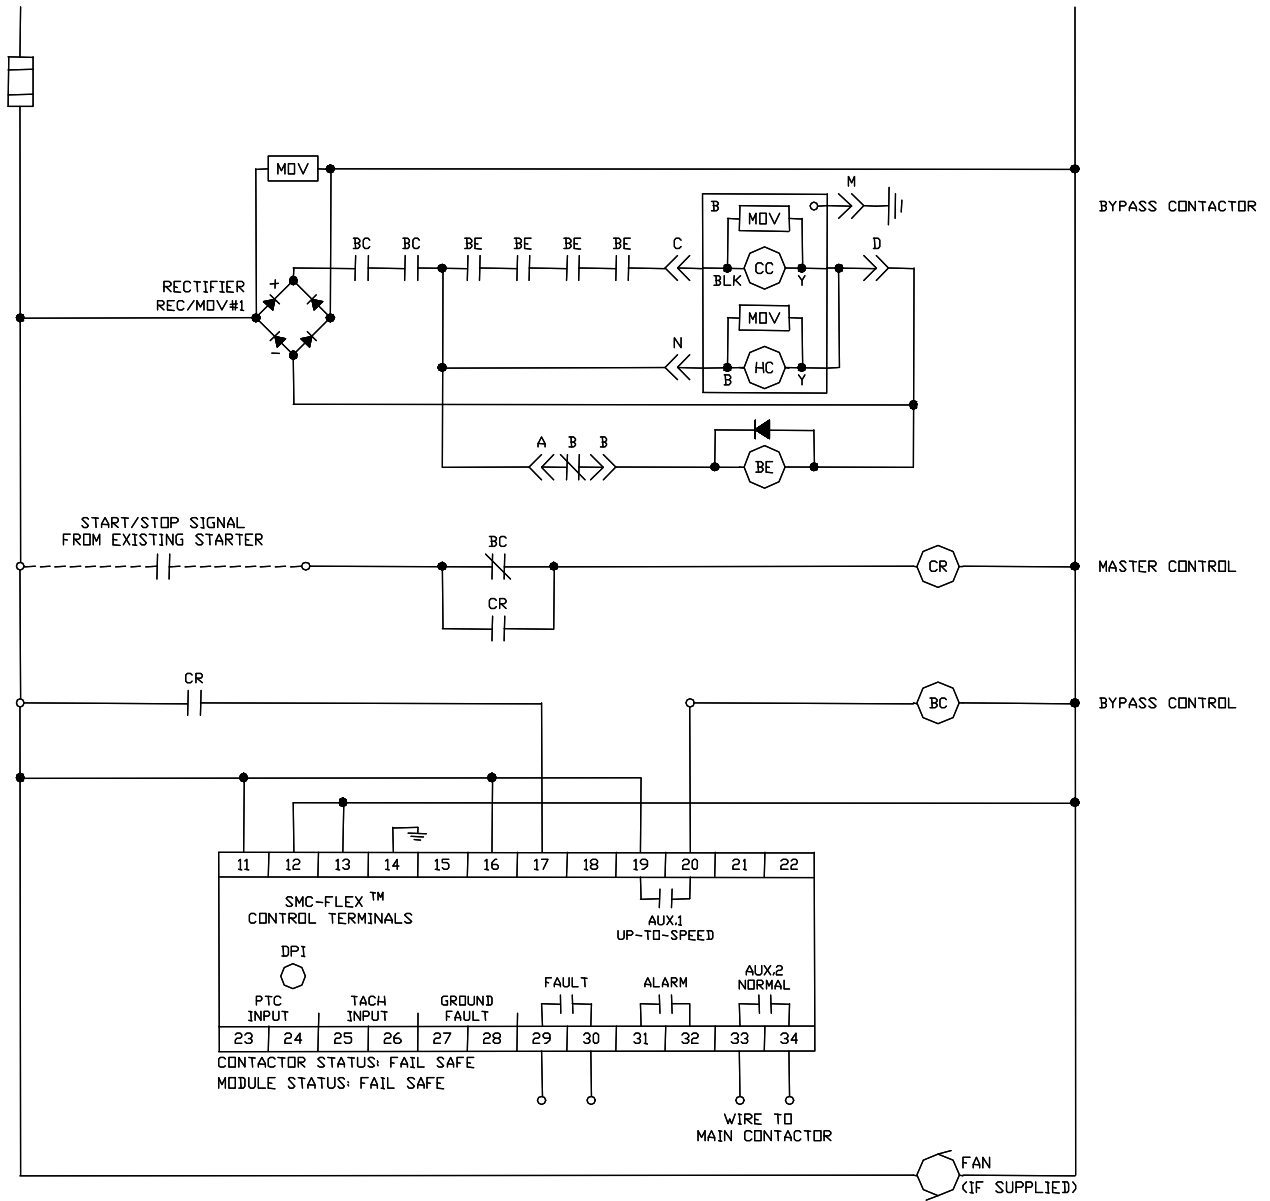 MOV
M
B
BYPASS CONTACTOR
MOV
BC BC BE BE BE BE C D
CC
BLK Y
RECTIFIER +
REC/MOV#1
MOV
N
−
HC
B Y
A B B
BE
START/STOP SIGNAL
FROM EXISTING STARTER
BC
CR MASTER CONTROL
CR
CR
BC BYPASS CONTROL
11 12 13 14 15 16 17 18 19 20 21 22
SMC-FLEX™
CONTROL TERMINALS
AUX.1
UP-TO-SPEED
DPI
AUX.2
NORMAL
FAULT ALARM
PTC
INPUT
TACH
INPUT
GROUND
FAULT
23 24 25 26 27 28 29 30 31 32 33 34
CONTACTOR STATUS: FAIL SAFE
MODULE STATUS: FAIL SAFE
WIRE TO
MAIN CONTACTOR
FAN
(IF SUPPLIED)